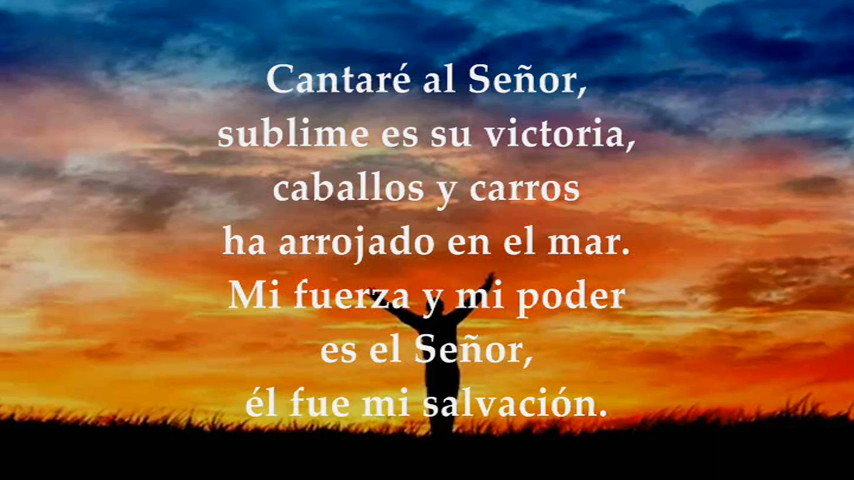 Cantaré al Señor,
sublime es su victoria,
caballos y carros
ha arrojado en el mar.
Mi fuerza y mi poder
es el Señor,
él fue mi salvación.